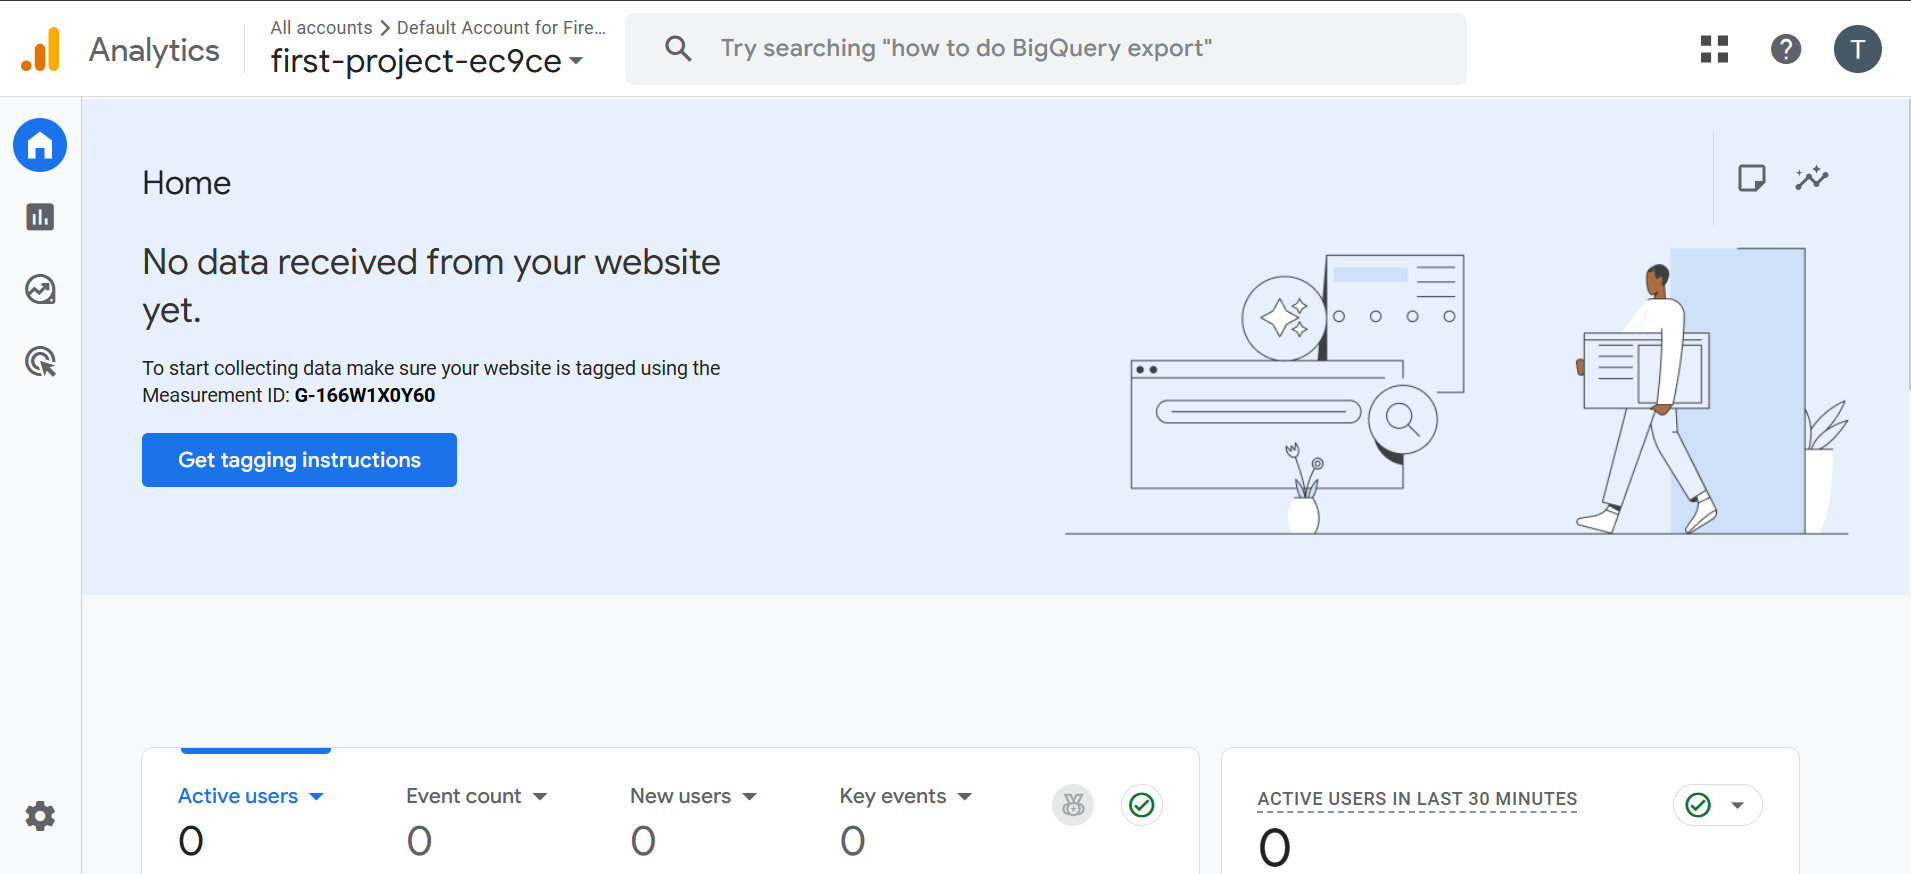 Analytics
All accounts > Default Account for Fire...
first-project-ec9ce
Try searching "how to do BigQuery export"
T
Home
No data received from your website
yet.
To start collecting data make sure your website is tagged using the
Measurement ID: G-166W1X0Y60
Get tagging instructions
Active users
0
Event count
0
New users
0
Key events
0
ACTIVE USERS IN LAST 30 MINUTES
0